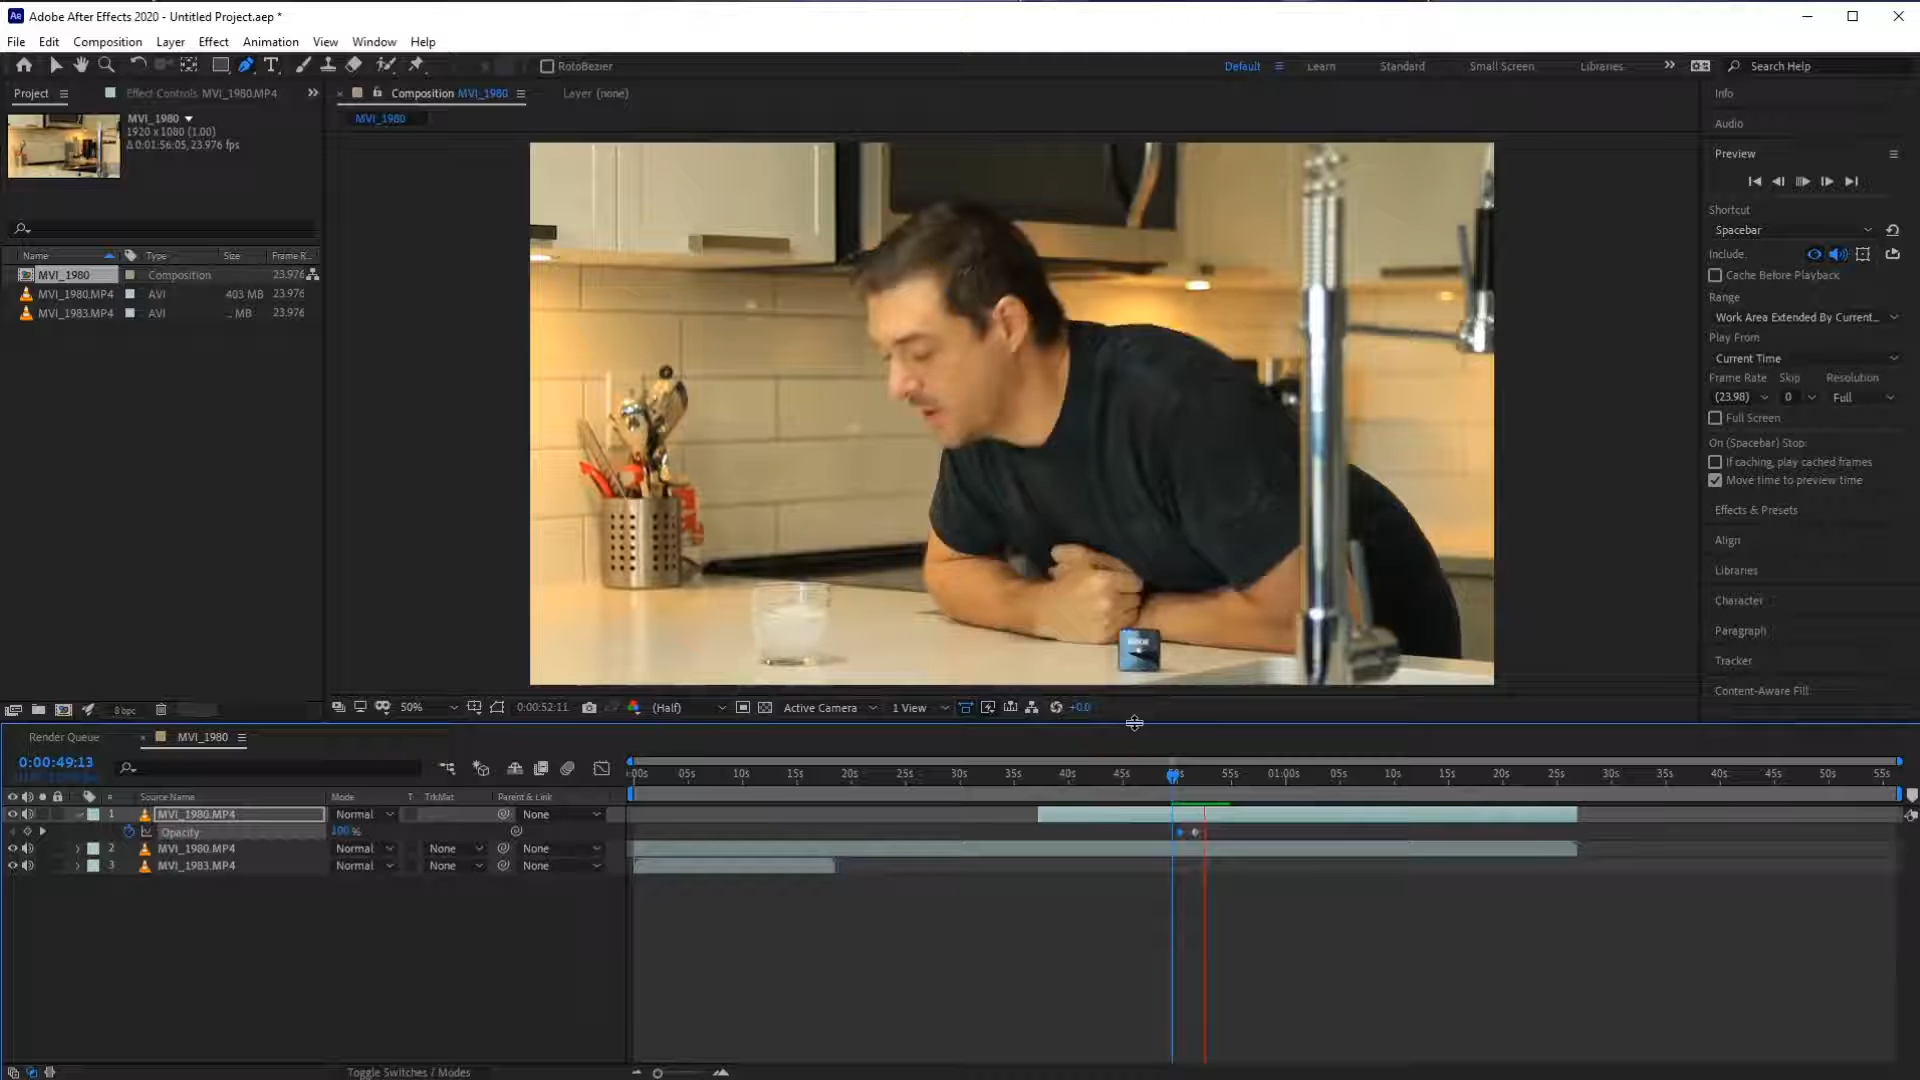 Adobe After Effects 2020 - Untitled Project.aep *
File Edit Composition Layer Effect Animation View Window Help
RotoBezier
Default Learn Standard Small Screen Libraries Search Help
Project Effect Controls MVI_1980.MP4
Composition MVI_1980 Layer (none)
MVI_1980
MVI_1980
1920 x 1080 (1.00)
Δ 0:01:56:05, 23.976 fps
Name Type Size Frame R...
MVI_1980 Composition 23.976
MVI_1980.MP4 AVI 403 MB 23.976
MVI_1983.MP4 AVI .. MB 23.976
8 bpc
50% 0:00:52:11 (Half) Active Camera 1 View +0.0
Info
Audio
Preview
Shortcut
Spacebar
Include:
Cache Before Playback
Range
Work Area Extended By Current...
Play From
Current Time
Frame Rate Skip Resolution
(23.98) 0 Full
Full Screen
On (Spacebar) Stop:
If caching, play cached frames
Move time to preview time
Effects & Presets
Align
Libraries
Character
Paragraph
Tracker
Content-Aware Fill
Render Queue MVI_1980
0:00:49:13
:00s 05s 10s 15s 20s 25s 30s 35s 40s 45s 55s 01:00s 05s 10s 15s 20s 25s 30s 35s 40s 45s 50s 55s
# Source Name Mode T TrkMat Parent & Link
1 MVI_1980.MP4 Normal None
Opacity 100 %
2 MVI_1980.MP4 Normal None None
3 MVI_1983.MP4 Normal None None
Toggle Switches / Modes